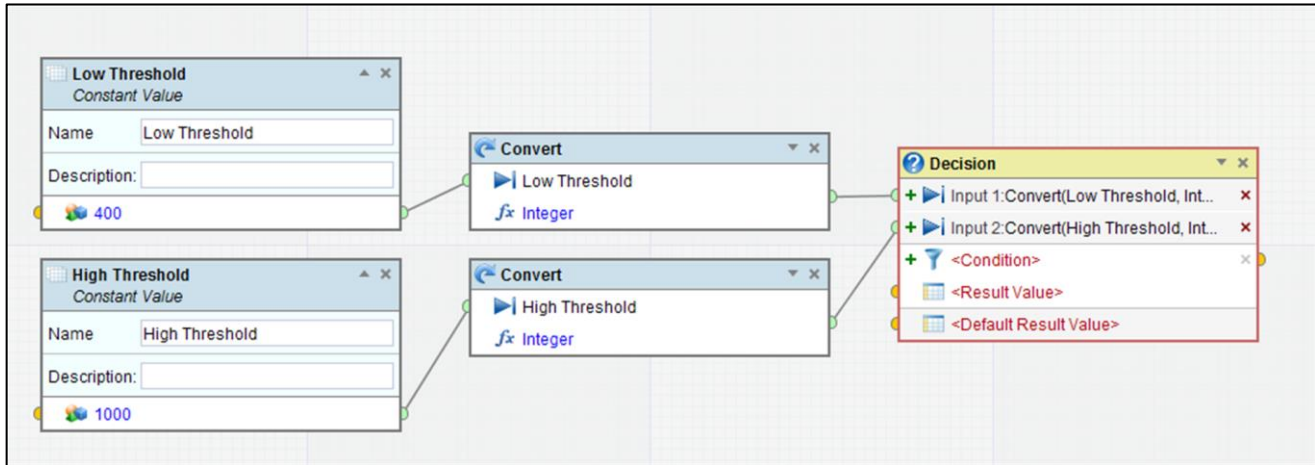 Low Threshold
Constant Value
Name Low Threshold
Description:
400
Convert
Low Threshold
fx Integer
High Threshold
Constant Value
Name High Threshold
Description:
1000
Convert
High Threshold
fx Integer
Decision
Input 1:Convert(Low Threshold, Int...
Input 2:Convert(High Threshold, Int...
<Condition>
<Result Value>
<Default Result Value>